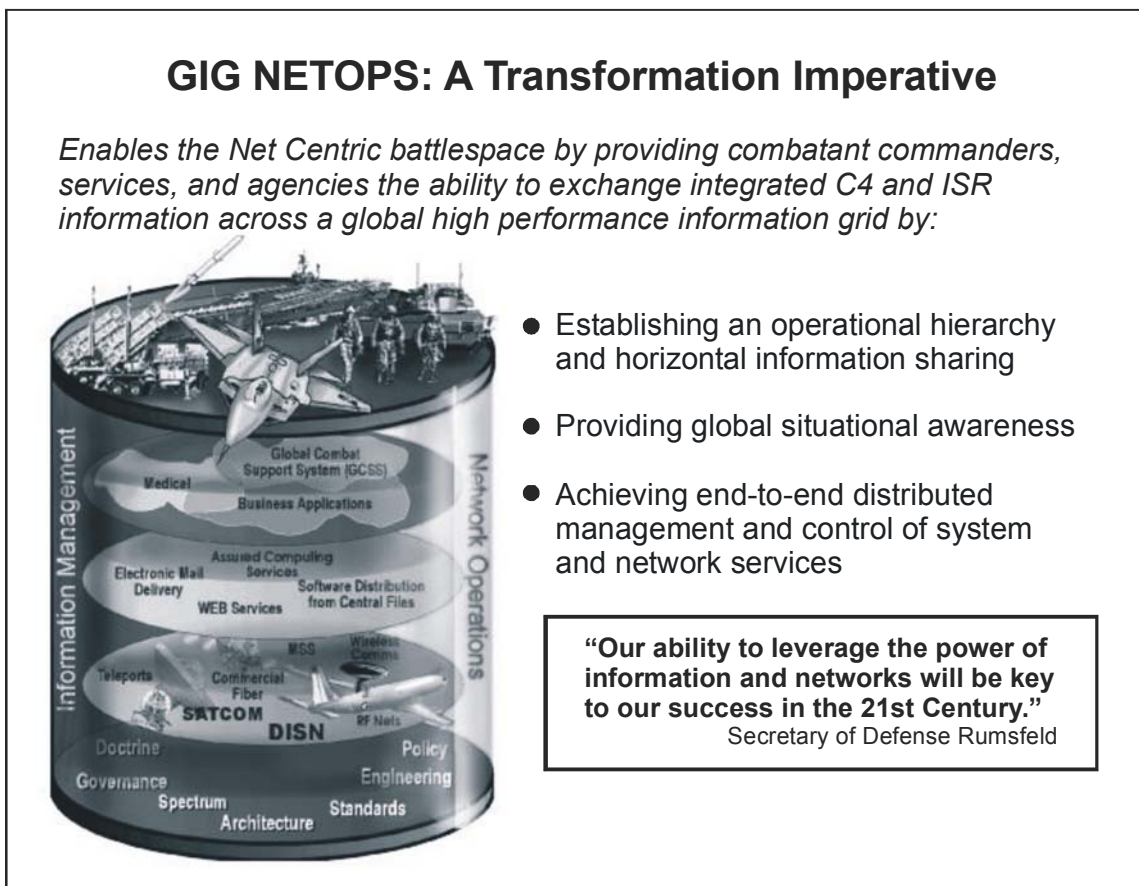 GIG NETOPS: A Transformation Imperative
Enables the Net Centric battlespace by providing combatant commanders,
services, and agencies the ability to exchange integrated C4 and ISR
information across a global high performance information grid by:
● Establishing an operational hierarchy
and horizontal information sharing
● Providing global situational awareness
● Achieving end-to-end distributed
management and control of system
and network services
“Our ability to leverage the power of
information and networks will be key
to our success in the 21st Century.”
Secretary of Defense Rumsfeld
Information Management
Network Operations
Global Combat
Support System (GCSS)
Medical
Business Applications
Assured Computing
Services
Electronic Mail
Delivery
Software Distribution
from Central Files
WEB Services
MSS
Wireless
Comms
Teleports
Commercial
Fiber
SATCOM
RF Nets
DISN
Doctrine
Policy
Governance
Engineering
Spectrum
Standards
Architecture